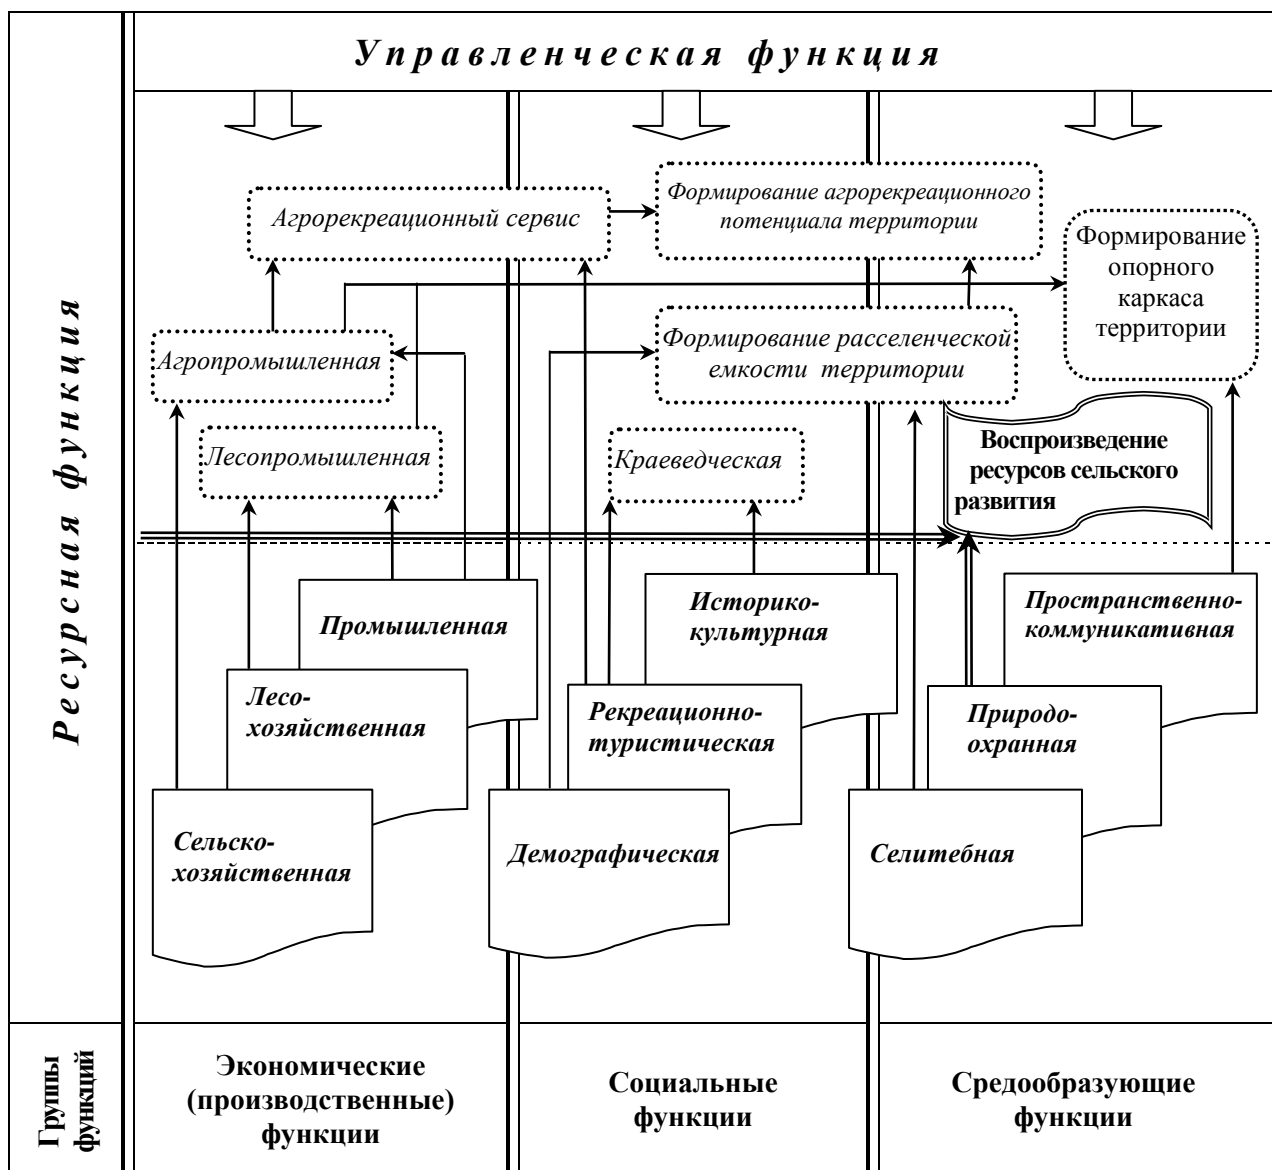 Управленческая функция
Ресурсная функция
Агрорекреационный сервис
Формирование агрорекреационного
потенциала территории
Формирование
опорного
каркаса
территории
Агропромышленная
Формирование расселенческой
емкости территории
Лесопромышленная
Краеведческая
Воспроизведение
ресурсов сельского
развития
Промышленная
Историко-
культурная
Пространственно-
коммуникативная
Лесо-
хозяйственная
Рекреационно-
туристическая
Природо-
охранная
Сельско-
хозяйственная
Демографическая
Селитебная
Группы
функций
Экономические
(производственные)
функции
Социальные
функции
Средообразующие
функции